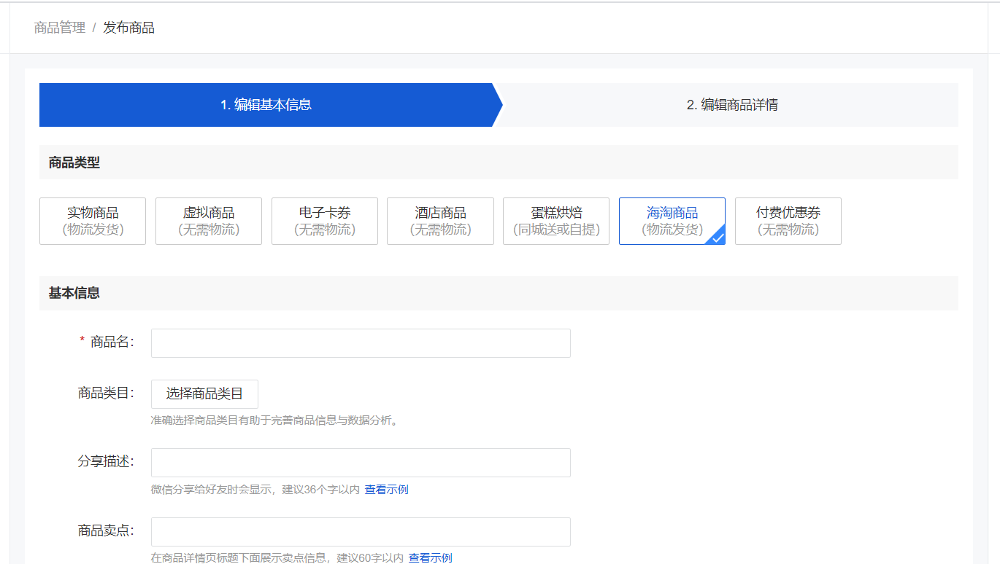 商品管理 / 发布商品
1. 编辑基本信息
2. 编辑商品详情
商品类型
实物商品
(物流发货)
虚拟商品
(无需物流)
电子卡券
(无需物流)
酒店商品
(无需物流)
蛋糕烘焙
(同城送或自提)
海淘商品
(物流发货)
付费优惠券
(无需物流)
基本信息
* 商品名:
商品类目: 选择商品类目
准确选择商品类目有助于完善商品信息与数据分析。
分享描述:
微信分享给好友时会显示，建议36个字以内 查看示例
商品卖点:
在商品详情页标题下面展示卖点信息，建议60字以内 查看示例